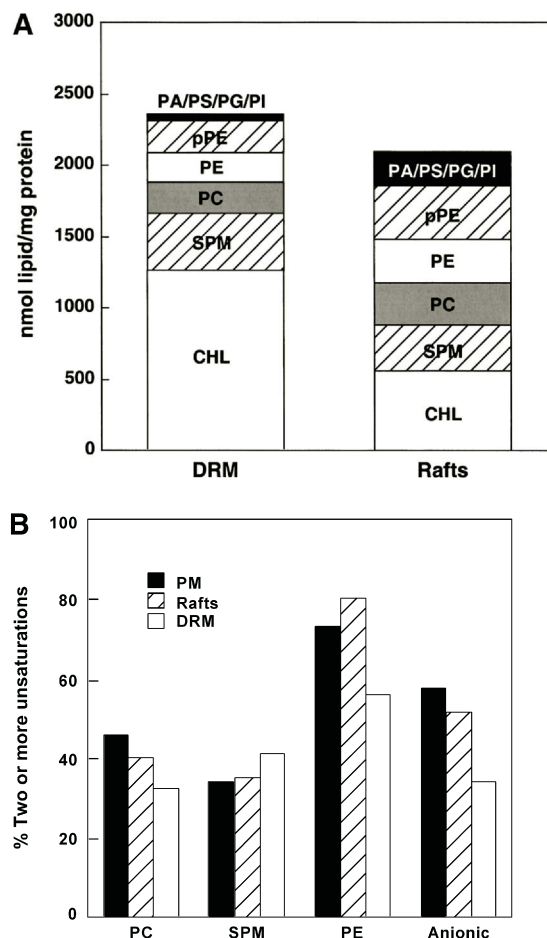 A
3000
2500
2000
1500
1000
500
0
nmol lipid/mg protein
PA/PS/PG/PI
pPE
PE
PC
SPM
CHL
PA/PS/PG/PI
pPE
PE
PC
SPM
CHL
DRM
Rafts
B
100
80
60
40
20
0
% Two or more unsaturations
PM
Rafts
DRM
PC
SPM
PE
Anionic